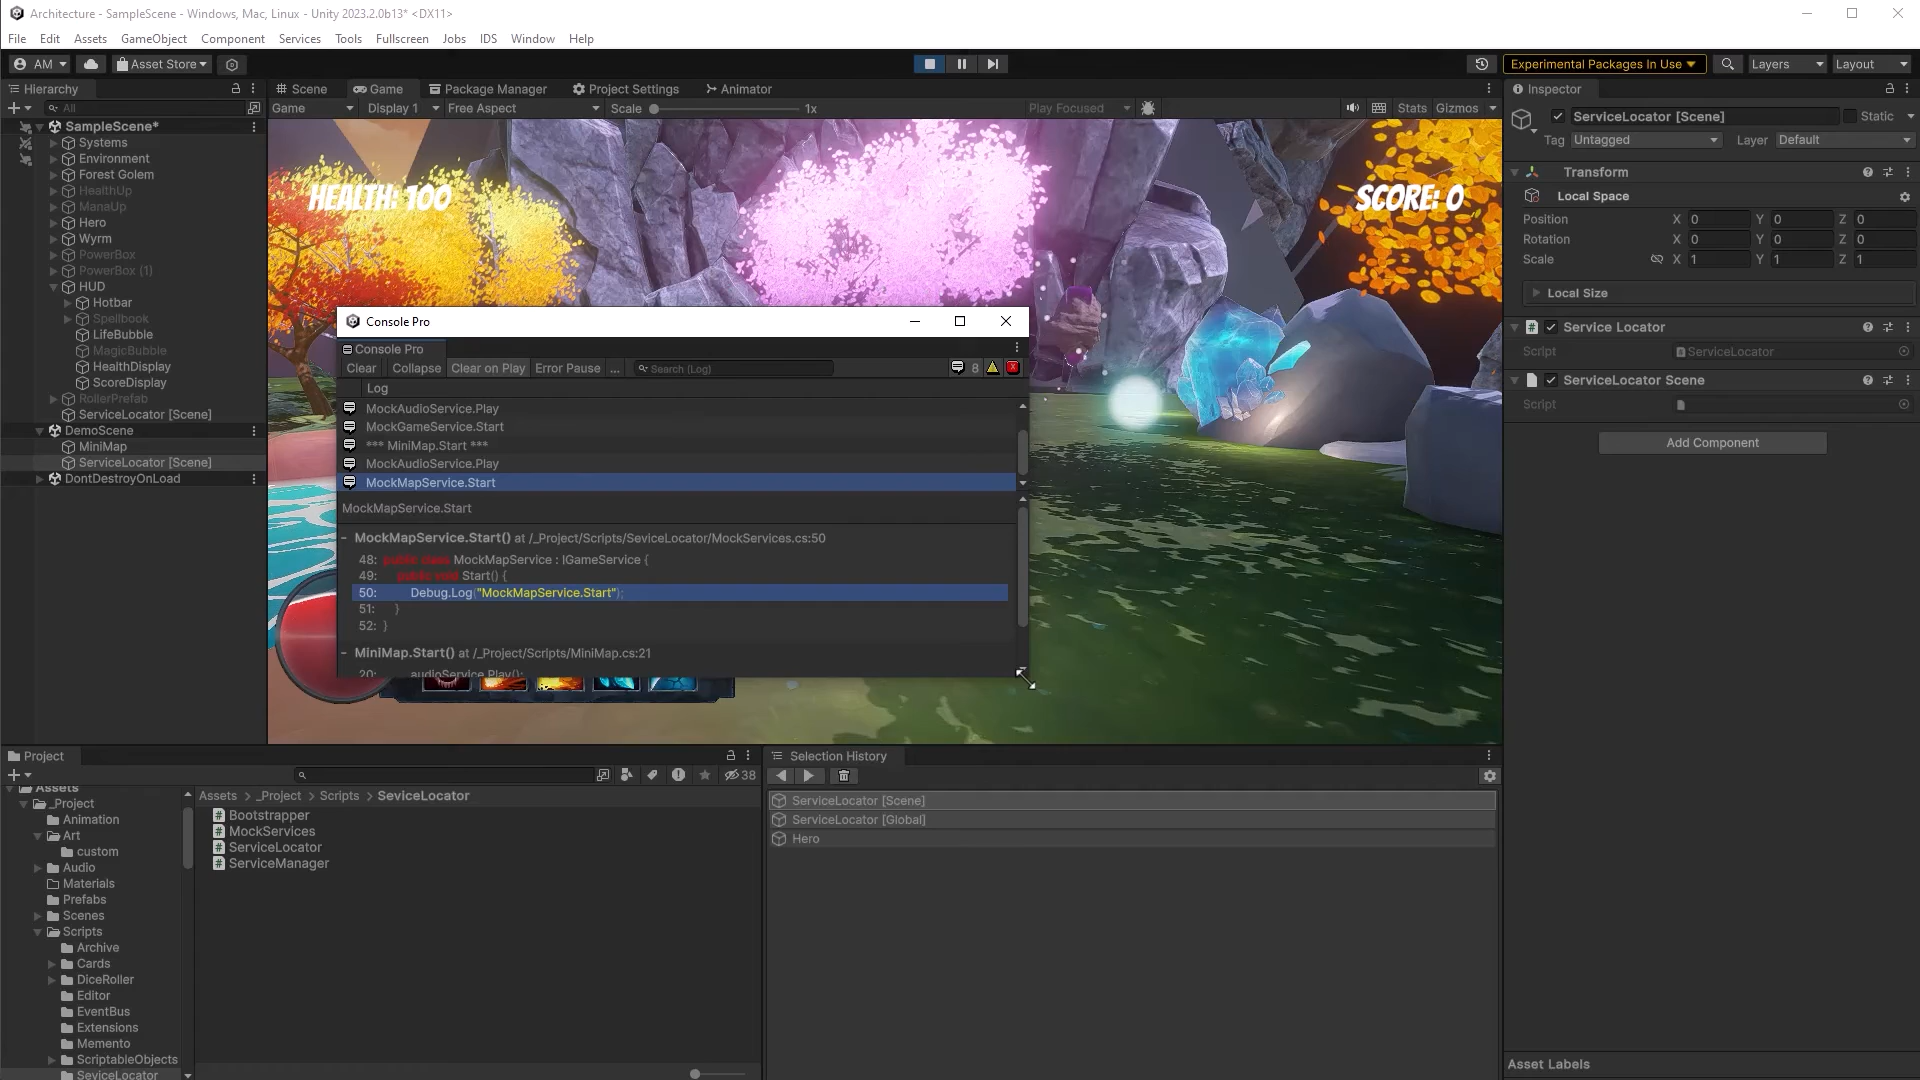 Architecture - SampleScene - Windows, Mac, Linux - Unity 2023.2.0b13* <DX11>
File Edit Assets GameObject Component Services Tools Fullscreen Jobs IDS Window Help
AM Asset Store Experimental Packages In Use Layers Layout
Hierarchy Scene Game Package Manager Project Settings Animator Inspector
All Game Display 1 Free Aspect Scale 1x Play Focused Stats Gizmos
ServiceLocator [Scene] Static
Tag Untagged Layer Default
SampleScene*
Systems
Environment
Forest Golem
HealthUp
ManaUp
Hero
Wyrm
PowerBox
PowerBox (1)
HUD
Hotbar
Spellbook
LifeBubble
MagicBubble
HealthDisplay
ScoreDisplay
RollerPrefab
ServiceLocator [Scene]
DemoScene
MiniMap
ServiceLocator [Scene]
DontDestroyOnLoad
HEALTH: 100
SCORE: 0
Console Pro
Console Pro
Clear Collapse Clear on Play Error Pause ... Search (Log) 8
Log
MockAudioService.Play
MockGameService.Start
*** MiniMap.Start ***
MockAudioService.Play
MockMapService.Start
MockMapService.Start
MockMapService.Start() at /_Project/Scripts/SeviceLocator/MockServices.cs:50
48: public class MockMapService : IGameService {
49: public void Start() {
50: Debug.Log("MockMapService.Start");
51: }
52: }
MiniMap.Start() at /_Project/Scripts/MiniMap.cs:21
20: audioService.Play();
Transform
Local Space
Position X 0 Y 0 Z 0
Rotation X 0 Y 0 Z 0
Scale X 1 Y 1 Z 1
Local Size
Service Locator
Script ServiceLocator
ServiceLocator Scene
Script
Add Component
Asset Labels
Project
38
Assets
_Project
Animation
Art
custom
Audio
Materials
Prefabs
Scenes
Scripts
Archive
Cards
DiceRoller
Editor
EventBus
Extensions
Memento
ScriptableObjects
SeviceLocator
Assets > _Project > Scripts > SeviceLocator
Bootstrapper
MockServices
ServiceLocator
ServiceManager
Selection History
ServiceLocator [Scene]
ServiceLocator [Global]
Hero